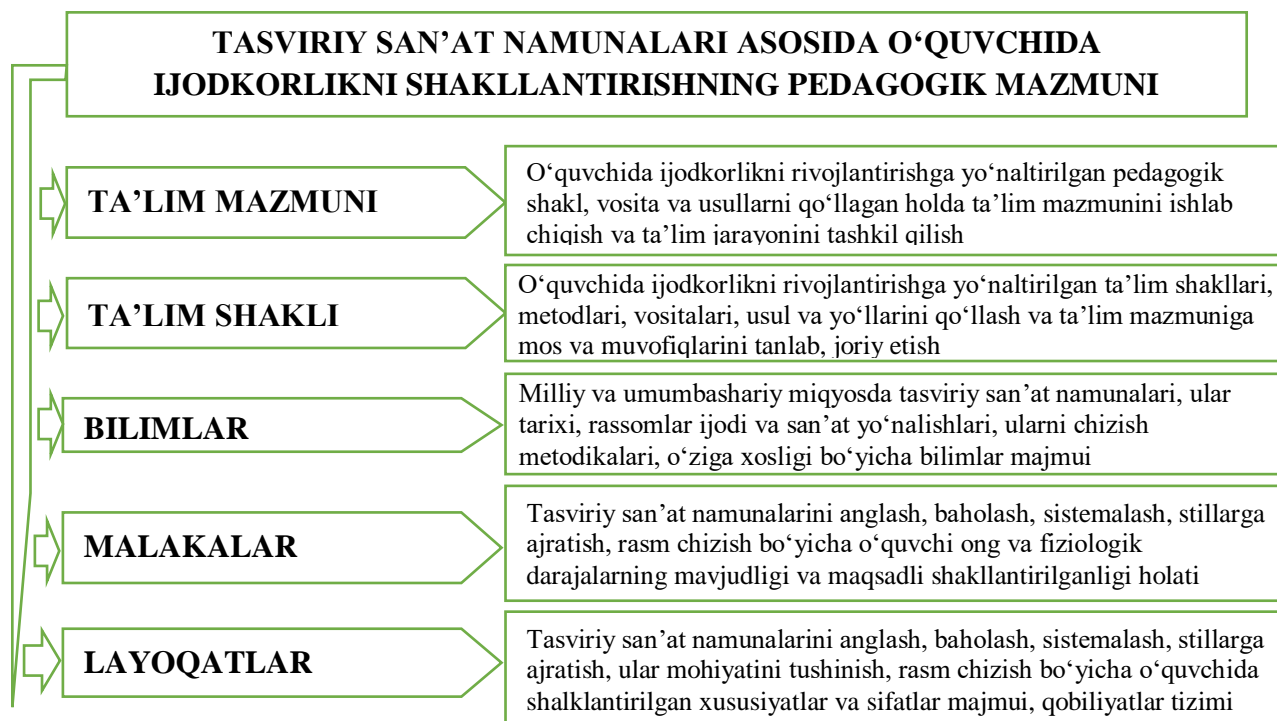 TASVIRIY SAN’AT NAMUNALARI ASOSIDA O‘QUVCHIDA
IJODKORLIKNI SHAKLLANTIRISHNING PEDAGOGIK MAZMUNI
TA’LIM MAZMUNI
O‘quvchida ijodkorlikni rivojlantirishga yo‘naltirilgan pedagogik
shakl, vosita va usullarni qo‘llagan holda ta’lim mazmunini ishlab
chiqish va ta’lim jarayonini tashkil qilish
TA’LIM SHAKLI
O‘quvchida ijodkorlikni rivojlantirishga yo‘naltirilgan ta’lim shakllari,
metodlari, vositalari, usul va yo‘llarini qo‘llash va ta’lim mazmuniga
mos va muvofiqlarini tanlab, joriy etish
BILIMLAR
Milliy va umumbashariy miqyosda tasviriy san’at namunalari, ular
tarixi, rassomlar ijodi va san’at yo‘nalishlari, ularni chizish
metodikalari, o‘ziga xosligi bo‘yicha bilimlar majmui
MALAKALAR
Tasviriy san’at namunalarini anglash, baholash, sistemalash, stillarga
ajratish, rasm chizish bo‘yicha o‘quvchi ong va fiziologik
darajalarning mavjudligi va maqsadli shakllantirilganligi holati
LAYOQATLAR
Tasviriy san’at namunalarini anglash, baholash, sistemalash, stillarga
ajratish, ular mohiyatini tushinish, rasm chizish bo‘yicha o‘quvchida
shalklantirilgan xususiyatlar va sifatlar majmui, qobiliyatlar tizimi